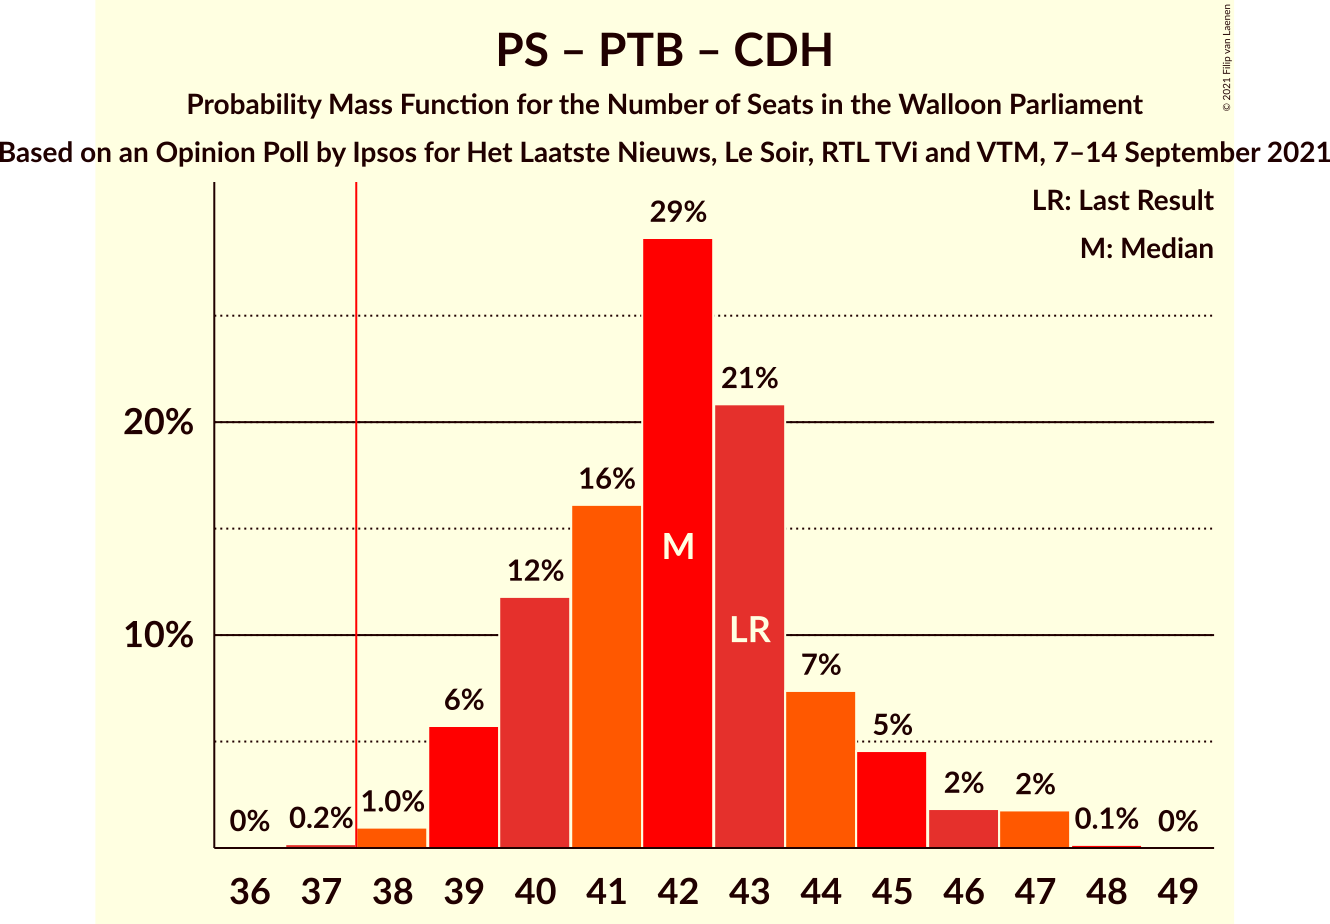 PS – PTB – CDH
Probability Mass Function for the Number of Seats in the Walloon Parliament
Based on an Opinion Poll by Ipsos for Het Laatste Nieuws, Le Soir, RTL TVi and VTM, 7–14 September 2021
© 2021 Filip van Laenen
LR: Last Result
M: Median
29%
21%
20%
16%
M
12%
LR
10%
7%
6%
5%
2%
2%
1.0%
0%
0.2%
0.1%
0%
36 37 38 39 40 41 42 43 44 45 46 47 48 49